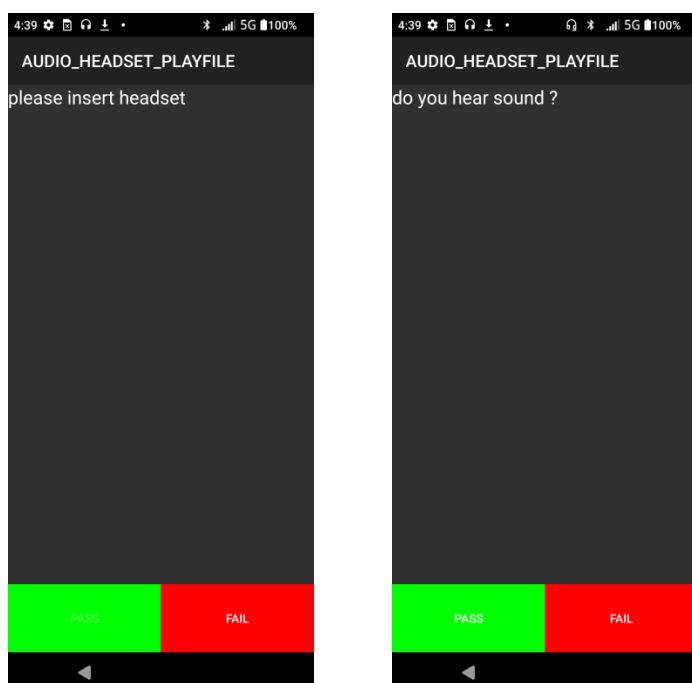 4:39 5G 100%
AUDIO_HEADSET_PLAYFILE
please insert headset
PASS FAIL
4:39 5G 100%
AUDIO_HEADSET_PLAYFILE
do you hear sound ?
PASS FAIL